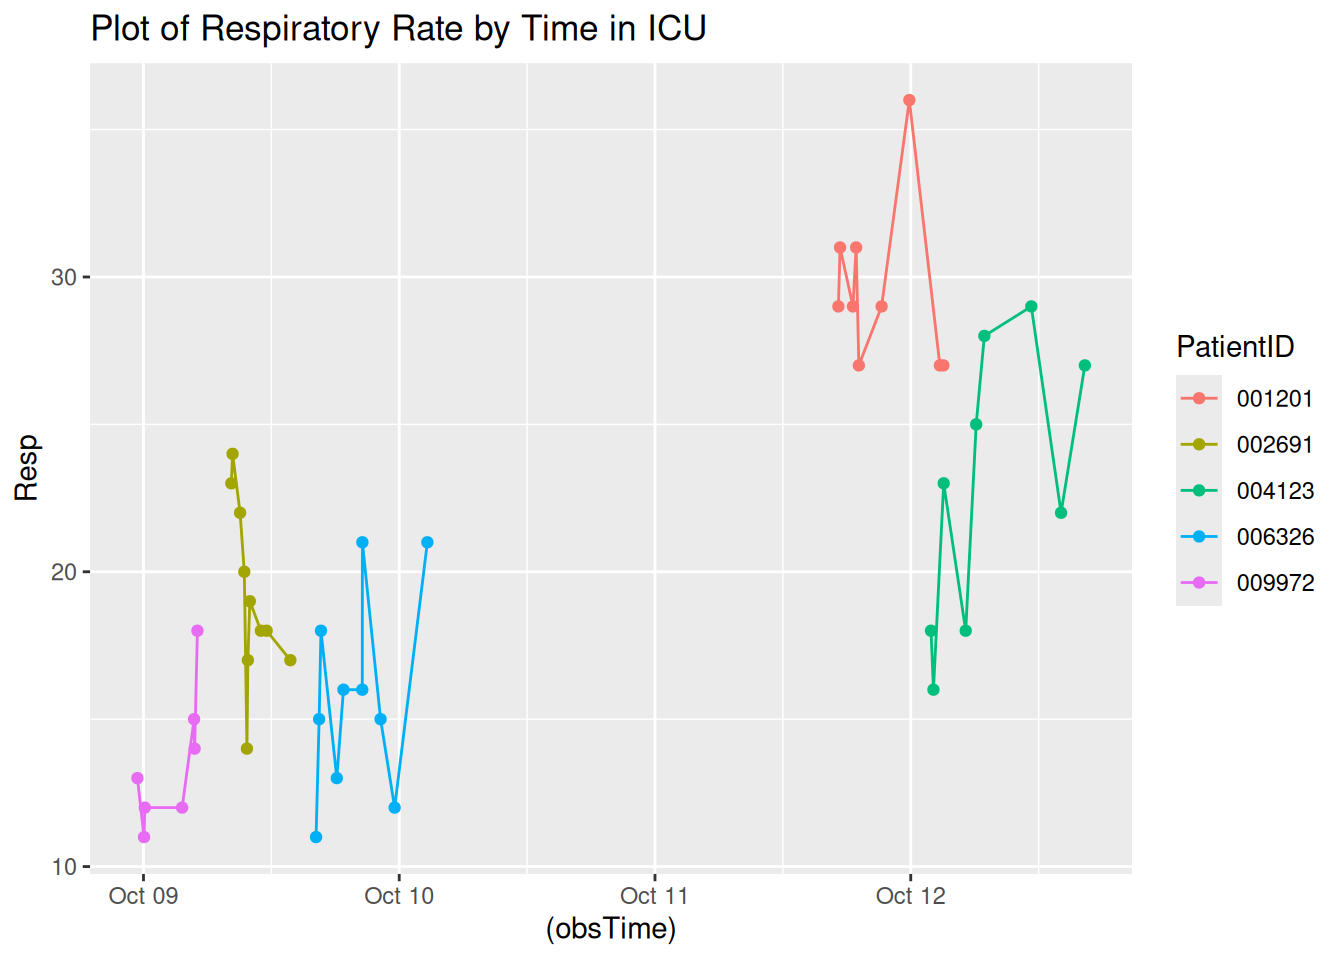 Plot of Respiratory Rate by Time in ICU
Resp
30
20
10
Oct 09
Oct 10
Oct 11
Oct 12
(obsTime)
PatientID
001201
002691
004123
006326
009972